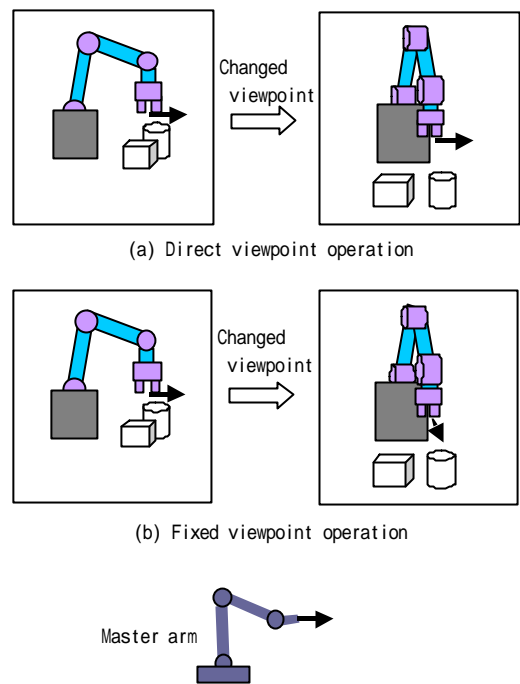 Changed
viewpoint
(a) Direct viewpoint operation
Changed
viewpoint
(b) Fixed viewpoint operation
Master arm